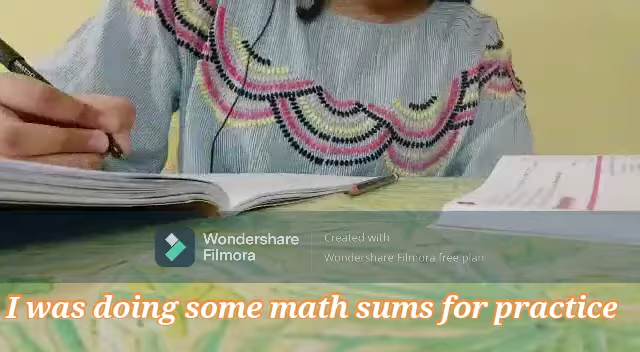 Wondershare
Filmora
Created with
Wondershare Filmora free plan
I was doing some math sums for practice